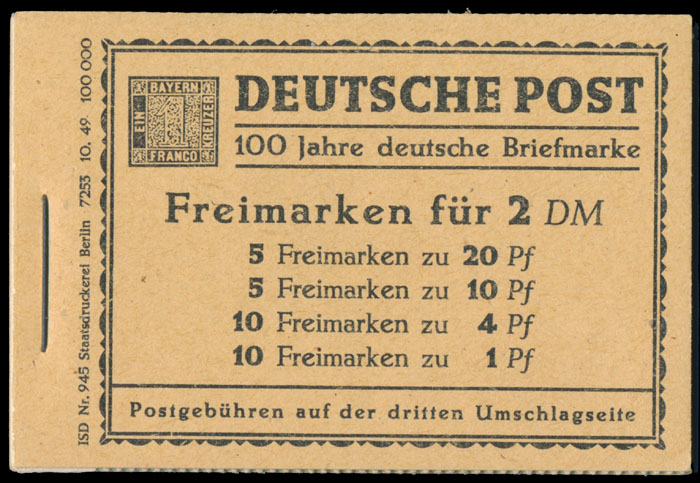 ISD Nr. 945 Staatsdruckerei Berlin 7253 10. 49 100 000
BAYERN
EIN 1 KREUZER
FRANCO
DEUTSCHE POST
100 Jahre deutsche Briefmarke
Freimarken für 2 DM
5 Freimarken zu 20 Pf
5 Freimarken zu 10 Pf
10 Freimarken zu 4 Pf
10 Freimarken zu 1 Pf
Postgebühren auf der dritten Umschlagseite